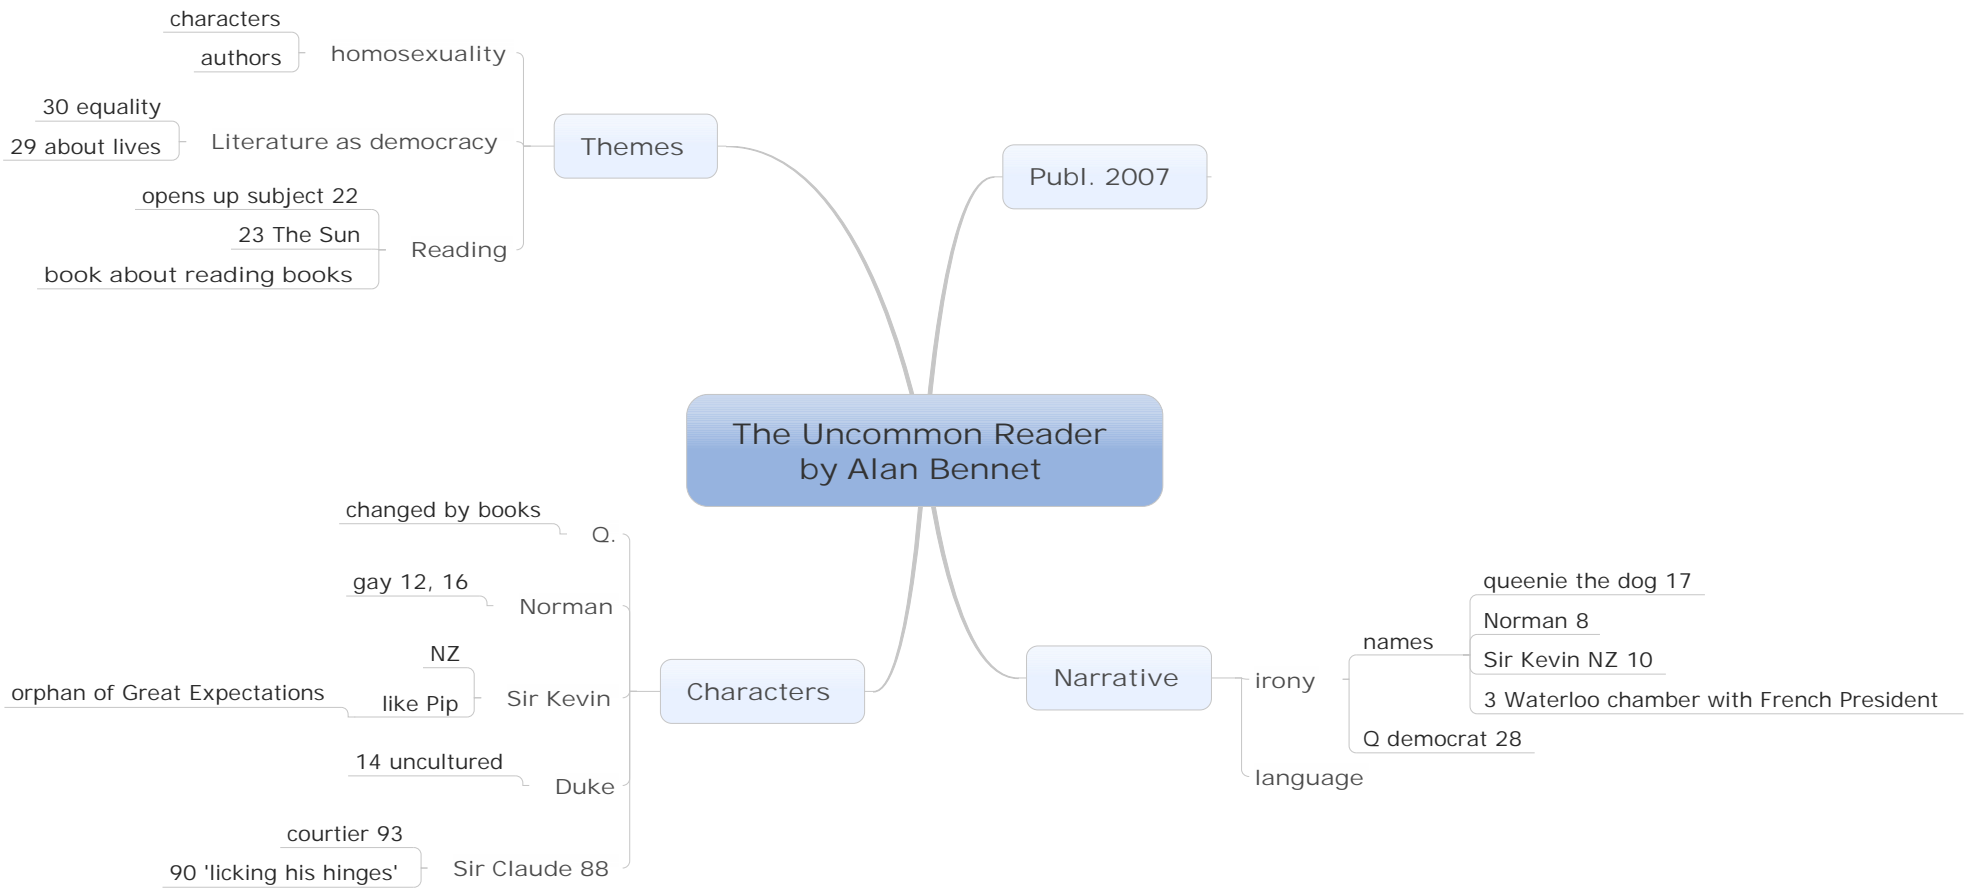 The Uncommon Reader
by Alan Bennet
Themes
homosexuality
characters
authors
Literature as democracy
30 equality
29 about lives
Reading
opens up subject 22
23 The Sun
book about reading books
Publ. 2007
Characters
Q.
changed by books
Norman
gay 12, 16
Sir Kevin
NZ
like Pip
orphan of Great Expectations
Duke
14 uncultured
Sir Claude 88
courtier 93
90 'licking his hinges'
Narrative
irony
names
queenie the dog 17
Norman 8
Sir Kevin NZ 10
3 Waterloo chamber with French President
Q democrat 28
language